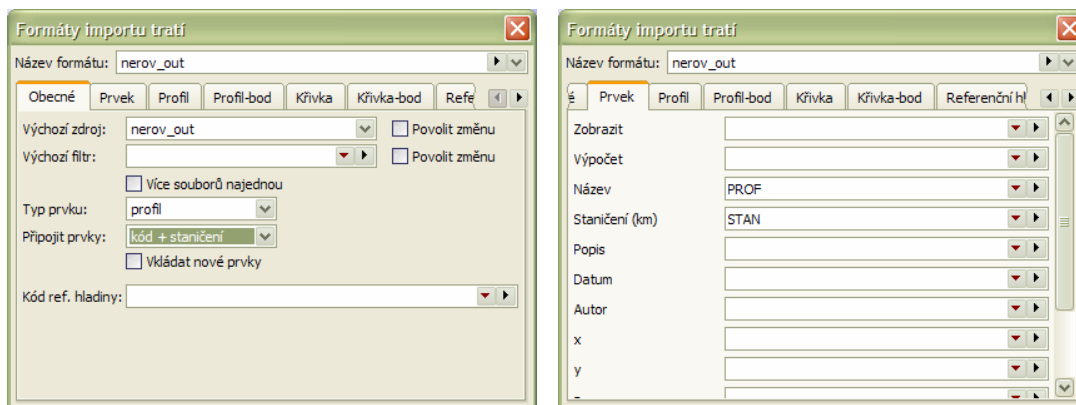 Formáty importu tratí
Název formátu: nerov_out
Obecné Prvek Profil Profil-bod Křivka Křivka-bod Refe
Výchozí zdroj: nerov_out Povolit změnu
Výchozí filtr: Povolit změnu
Více souborů najednou
Typ prvku: profil
Připojit prvky: kód + staničení
Vkládat nové prvky
Kód ref. hladiny:
Formáty importu tratí
Název formátu: nerov_out
é Prvek Profil Profil-bod Křivka Křivka-bod Referenční hl
Zobrazit
Výpočet
Název PROF
Staničení (km) STAN
Popis
Datum
Autor
x
y